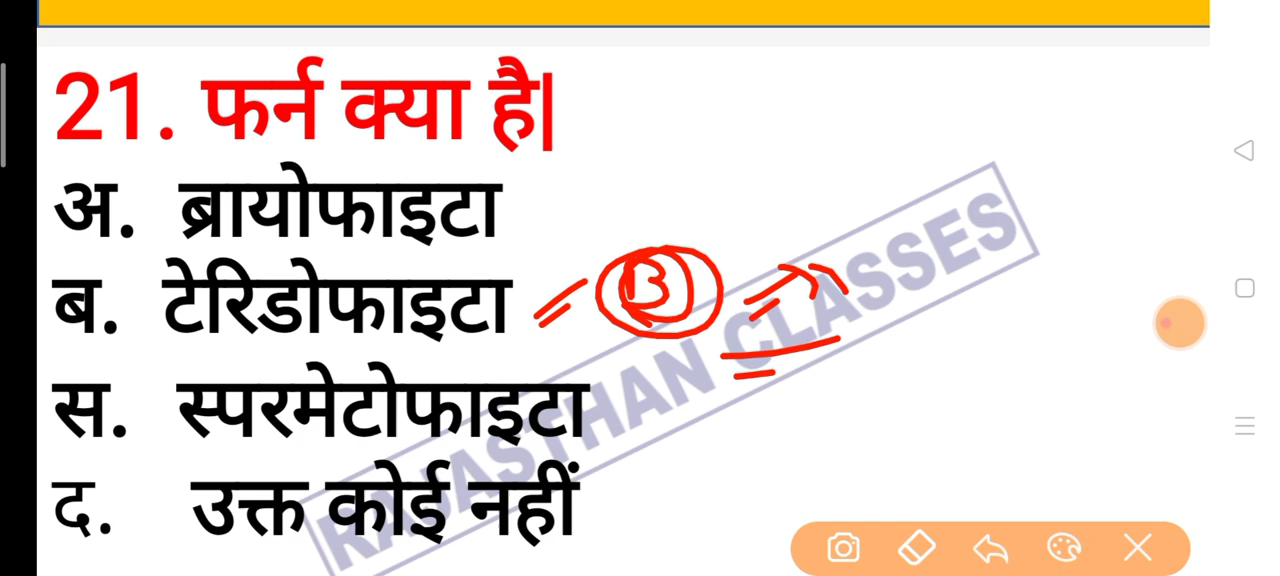 21. फर्न क्या है|
अ. ब्रायोफाइटा
ब. टेरिडोफाइटा = B
स. स्परमेटोफाइटा
द. उक्त कोई नहीं
RAJASTHAN CLASSES